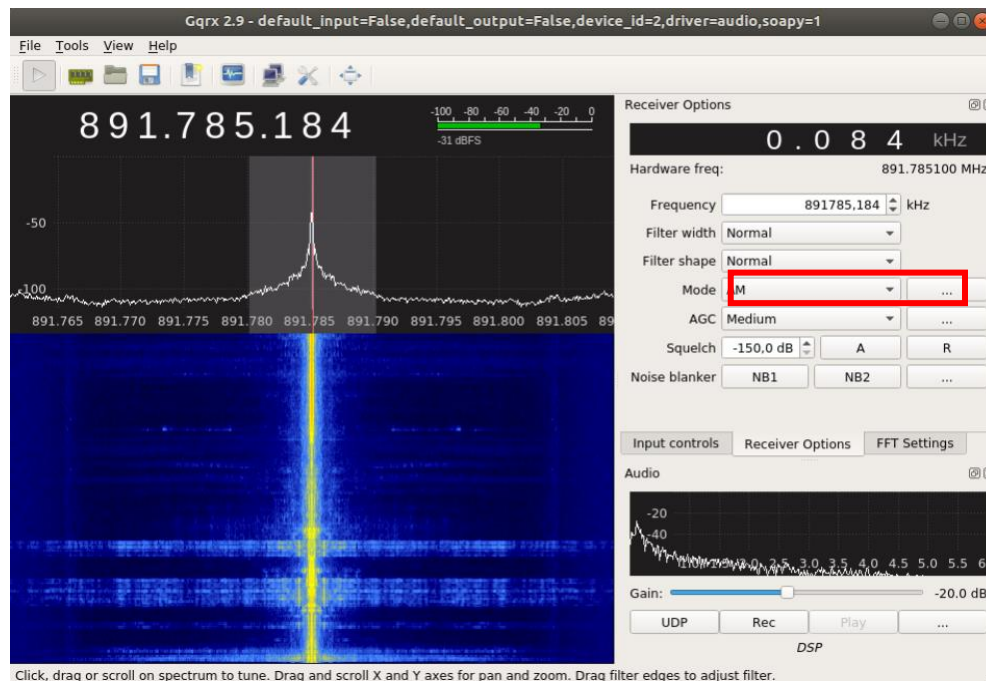 Gqrx 2.9 - default_input=False,default_output=False,device_id=2,driver=audio,soapy=1
File Tools View Help
891.785.184
-100 -80 -60 -40 -20 0
-31 dBFS
-50
-100
891.765 891.770 891.775 891.780 891.785 891.790 891.795 891.800 891.805 89
Receiver Options
0.084 kHz
Hardware freq: 891.785100 MHz
Frequency 891785,184 kHz
Filter width Normal
Filter shape Normal
Mode AM ...
AGC Medium ...
Squelch -150,0 dB A R
Noise blanker NB1 NB2 ...
Input controls Receiver Options FFT Settings
Audio
-20
-40
3.0 3.5 4.0 4.5 5.0 5.5 6
Gain: -20.0 dB
UDP Rec Play ...
DSP
Click, drag or scroll on spectrum to tune. Drag and scroll X and Y axes for pan and zoom. Drag filter edges to adjust filter.